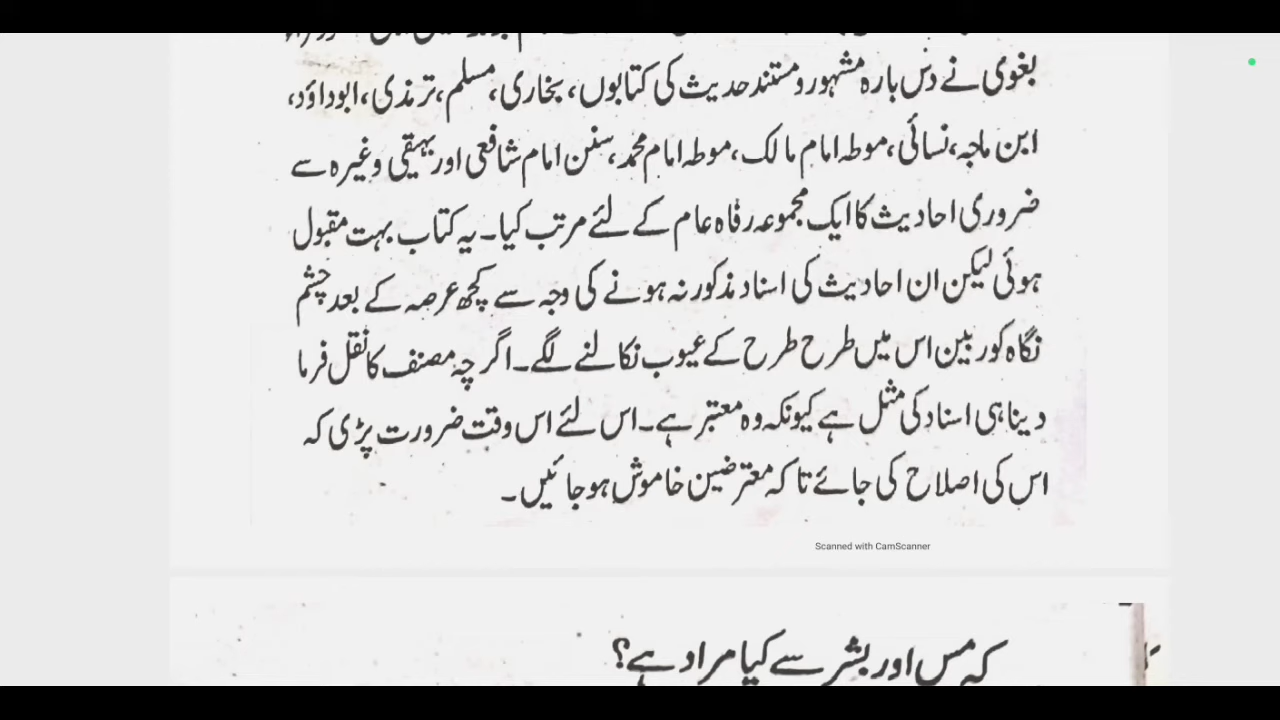 بغوی نے دس بارہ مشہور و مستند حدیث کی کتابوں، بخاری، مسلم، ترمذی، ابوداؤد،
ابن ماجہ، نسائی، موطہ امام مالک، موطہ امام محمد، سنن امام شافعی اور بیہقی وغیرہ سے
ضروری احادیث کا ایک مجموعہ رفاہ عام کے لئے مرتب کیا۔ یہ کتاب بہت مقبول
ہوئی لیکن ان احادیث کی اسناد مذکور نہ ہونے کی وجہ سے کچھ عرصہ کے بعد چشم
نگاہ کور بین اس میں طرح طرح کے عیوب نکالنے لگے۔ اگر چہ مصنف کا نقل فرما
دینا ہی اسناد کی مثل ہے کیونکہ وہ معتبر ہے۔ اس لئے اس وقت ضرورت پڑی کہ
اس کی اصلاح کی جائے تا کہ معترضین خاموش ہو جائیں۔
Scanned with CamScanner
کہ مس اور بشر سے کیا مراد ہے؟